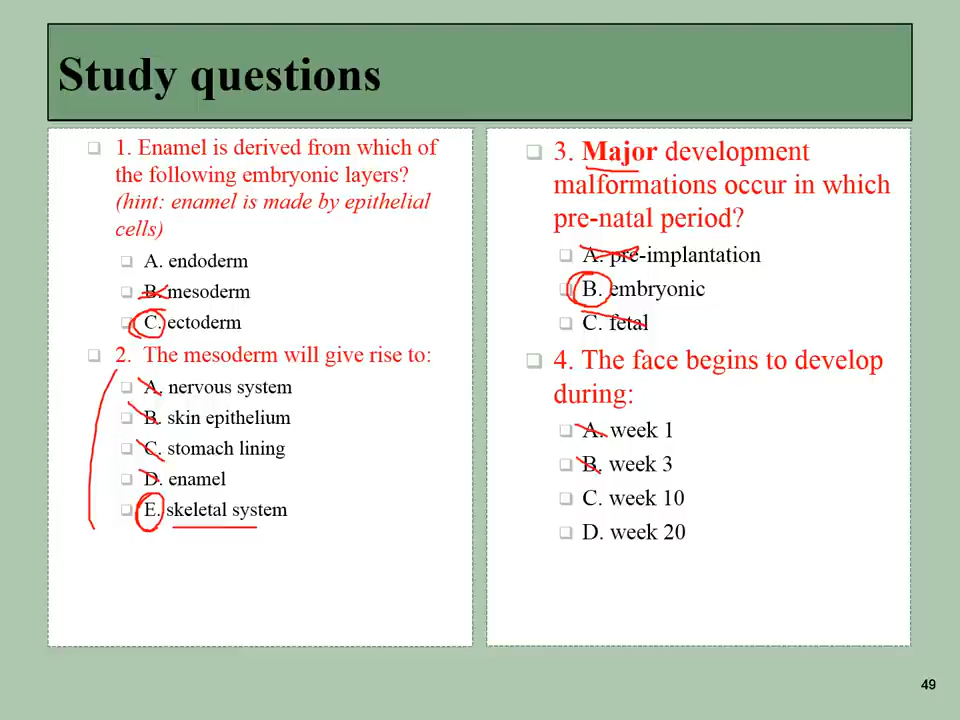 Study questions
1. Enamel is derived from which of
the following embryonic layers?
(hint: enamel is made by epithelial
cells)
A. endoderm
B. mesoderm
C. ectoderm
2. The mesoderm will give rise to:
A. nervous system
B. skin epithelium
C. stomach lining
D. enamel
E. skeletal system
3. Major development
malformations occur in which
pre-natal period?
A. pre-implantation
B. embryonic
C. fetal
4. The face begins to develop
during:
A. week 1
B. week 3
C. week 10
D. week 20
49